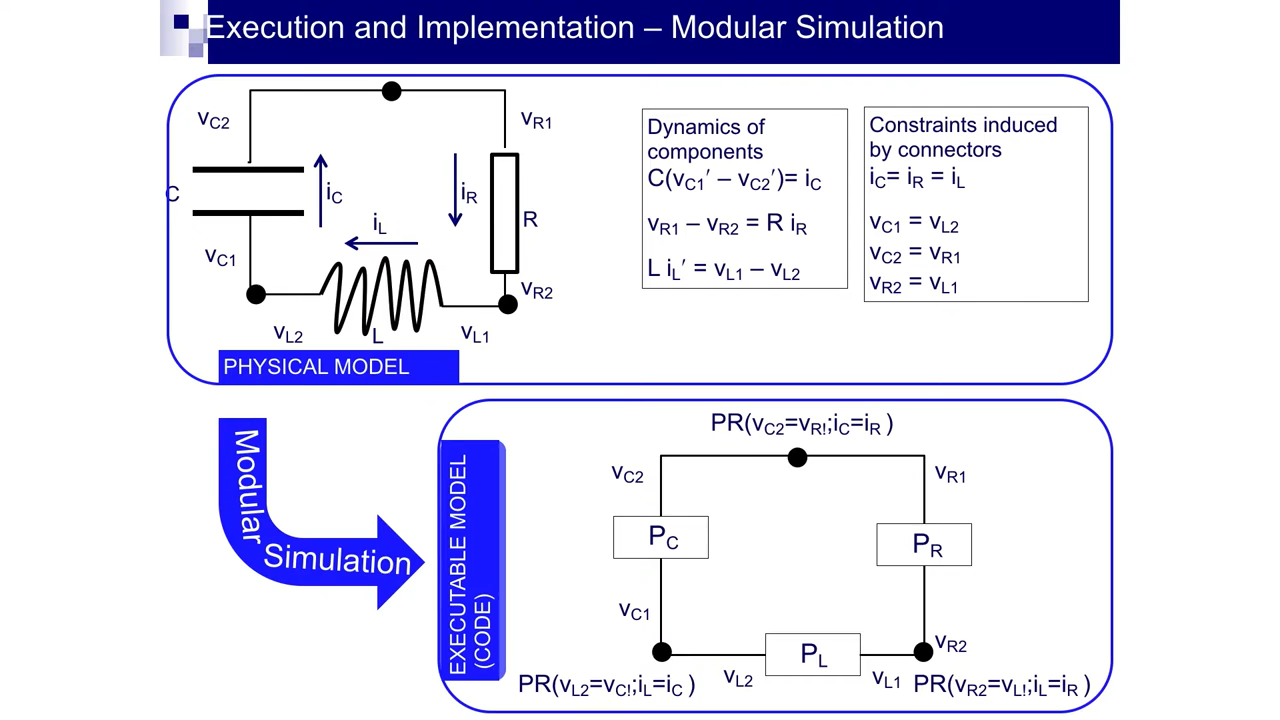 Execution and Implementation – Modular Simulation
vC2
vR1
C
iC
iR
R
iL
vC1
vR2
vL2
L
vL1
PHYSICAL MODEL
Dynamics of
components
C(vC1′ – vC2′)= iC
vR1 – vR2 = R iR
L iL′ = vL1 – vL2
Constraints induced
by connectors
iC= iR = iL
vC1 = vL2
vC2 = vR1
vR2 = vL1
Modular
Simulation
EXECUTABLE MODEL
(CODE)
PR(vC2=vR!;iC=iR )
vC2
vR1
PC
PR
vC1
vR2
PL
vL2
vL1
PR(vL2=vC!;iL=iC )
PR(vR2=vL!;iL=iR )